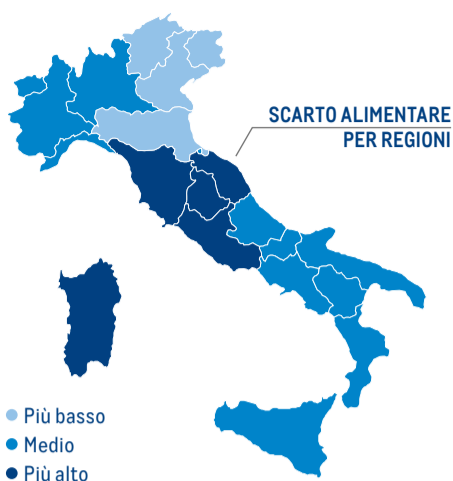 SCARTO ALIMENTARE
PER REGIONI
Più basso
Medio
Più alto